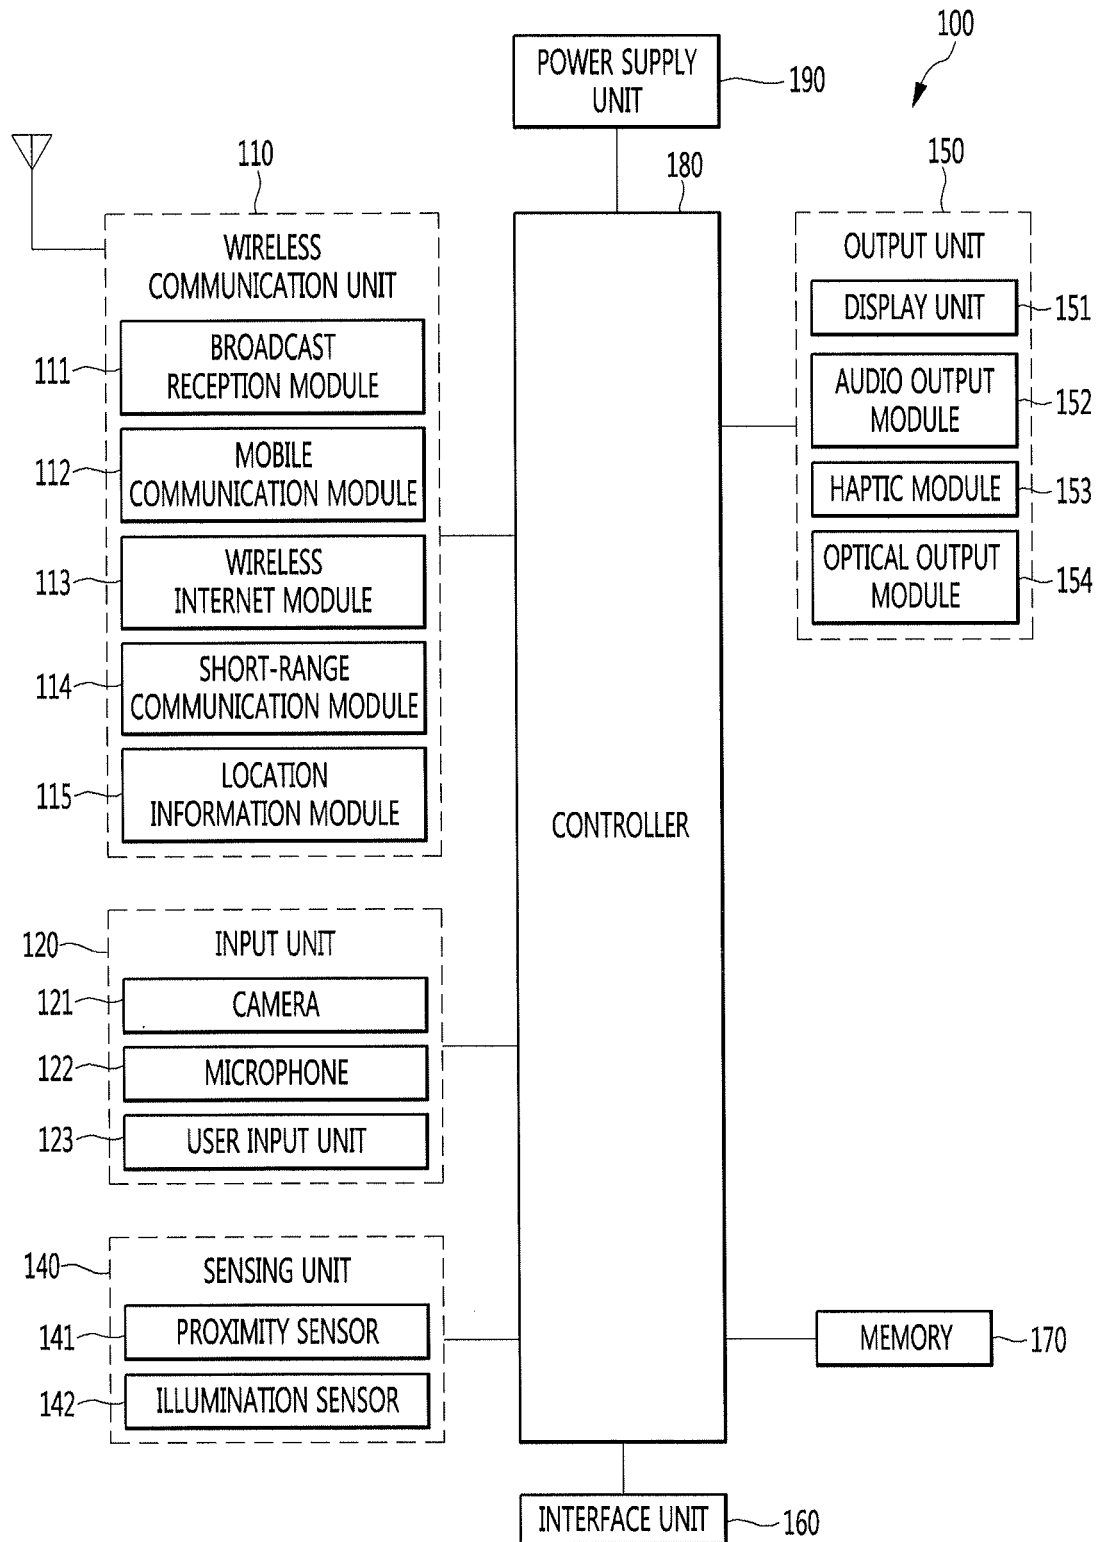 100
POWER SUPPLY
UNIT
190
110
180
150
WIRELESS
COMMUNICATION UNIT
111
BROADCAST
RECEPTION MODULE
112
MOBILE
COMMUNICATION MODULE
113
WIRELESS
INTERNET MODULE
114
SHORT-RANGE
COMMUNICATION MODULE
115
LOCATION
INFORMATION MODULE
120
INPUT UNIT
121
CAMERA
122
MICROPHONE
123
USER INPUT UNIT
140
SENSING UNIT
141
PROXIMITY SENSOR
142
ILLUMINATION SENSOR
CONTROLLER
OUTPUT UNIT
DISPLAY UNIT
151
AUDIO OUTPUT
MODULE
152
HAPTIC MODULE
153
OPTICAL OUTPUT
MODULE
154
MEMORY
170
INTERFACE UNIT
160